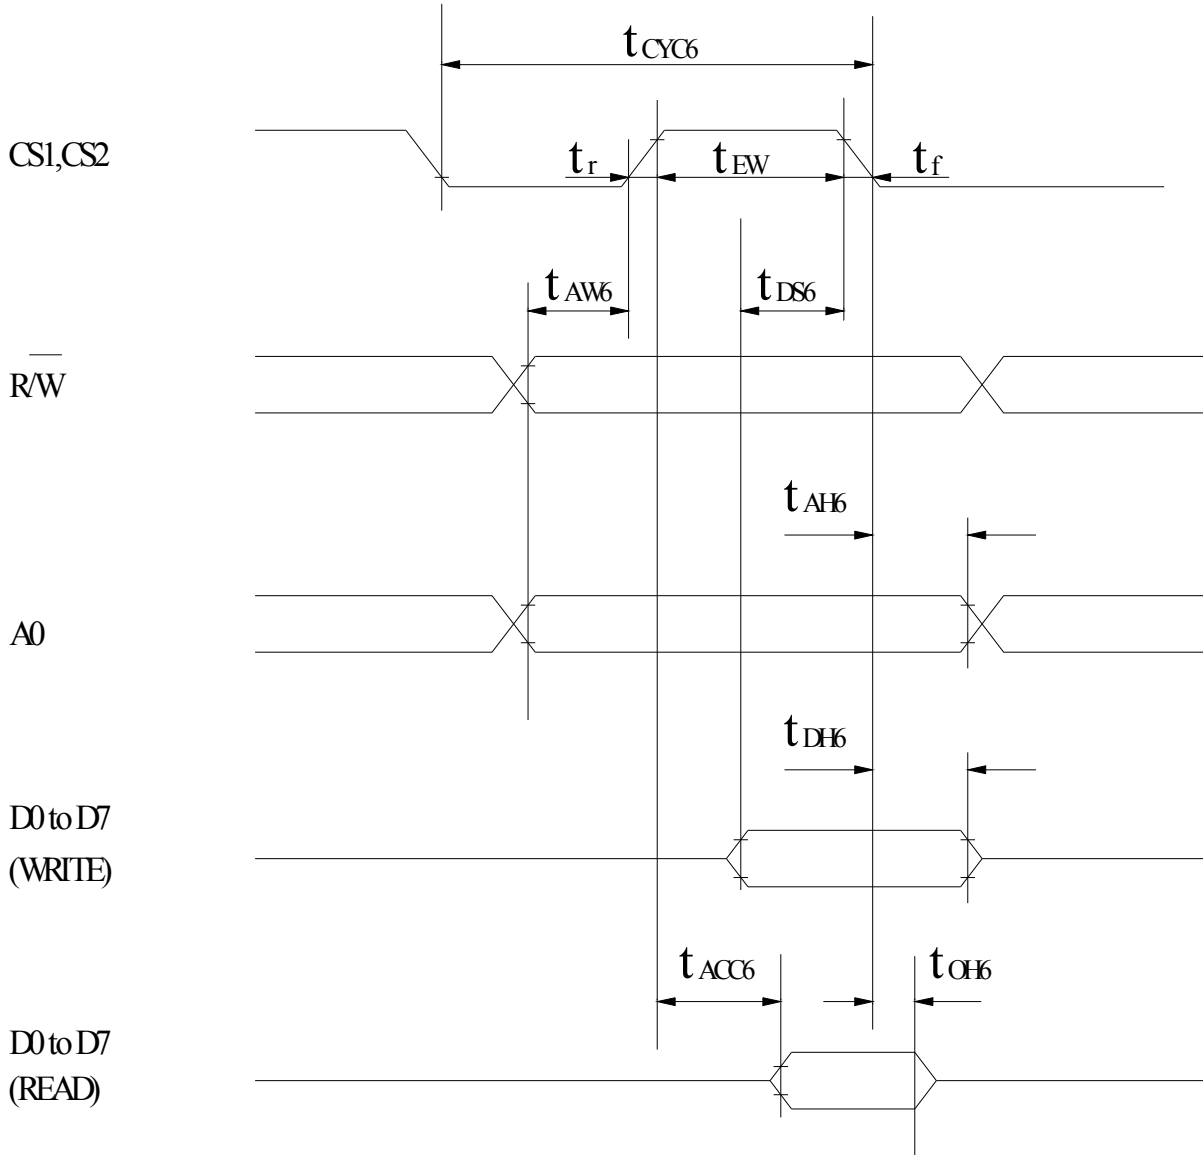 tCYC6
CS1,CS2
tr
tEW
tf
tAW6
tDS6
R/W̅
tAH6
A0
tDH6
D0 to D7
(WRITE)
tACC6
tOH6
D0 to D7
(READ)